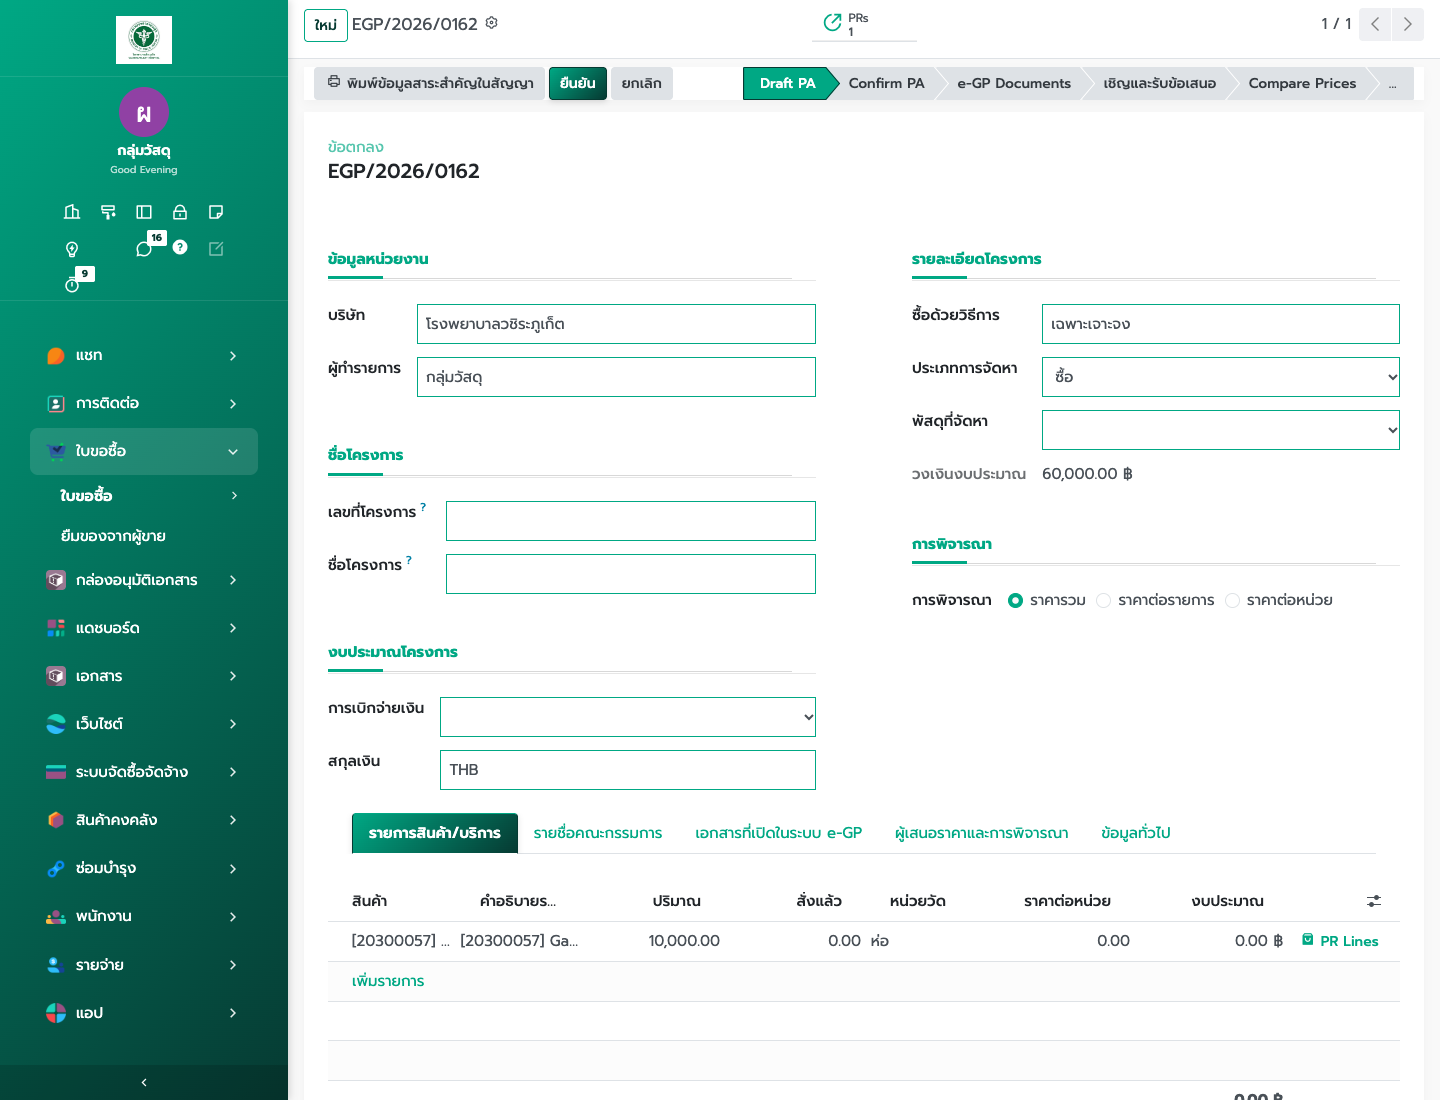 ใหม่ EGP/2026/0162
PRs
1
1 / 1
ผ
กลุ่มวัสดุ
Good Evening
16
?
9
แชท
การติดต่อ
ใบขอซื้อ
ใบขอซื้อ
ยืมของจากผู้ขาย
กล่องอนุมัติเอกสาร
แดชบอร์ด
เอกสาร
เว็บไซต์
ระบบจัดซื้อจัดจ้าง
สินค้าคงคลัง
ซ่อมบำรุง
พนักงาน
รายจ่าย
แอป
พิมพ์ข้อมูลสาระสำคัญในสัญญา ยืนยัน ยกเลิก
Draft PA Confirm PA e-GP Documents เชิญและรับข้อเสนอ Compare Prices ...
ข้อตกลง
EGP/2026/0162
ข้อมูลหน่วยงาน
บริษัท โรงพยาบาลวชิระภูเก็ต
ผู้ทำรายการ กลุ่มวัสดุ
ชื่อโครงการ
เลขที่โครงการ ?
ชื่อโครงการ ?
งบประมาณโครงการ
การเบิกจ่ายเงิน
สกุลเงิน THB
รายละเอียดโครงการ
ซื้อด้วยวิธีการ เฉพาะเจาะจง
ประเภทการจัดหา ซื้อ
พัสดุที่จัดหา
วงเงินงบประมาณ 60,000.00 ฿
การพิจารณา
การพิจารณา ราคารวม ราคาต่อรายการ ราคาต่อหน่วย
รายการสินค้า/บริการ รายชื่อคณะกรรมการ เอกสารที่เปิดในระบบ e-GP ผู้เสนอราคาและการพิจารณา ข้อมูลทั่วไป
สินค้า คำอธิบายร... ปริมาณ สั่งแล้ว หน่วยวัด ราคาต่อหน่วย งบประมาณ
[20300057] ... [20300057] Ga... 10,000.00 0.00 ห่อ 0.00 0.00 ฿ PR Lines
เพิ่มรายการ
0.00 ฿